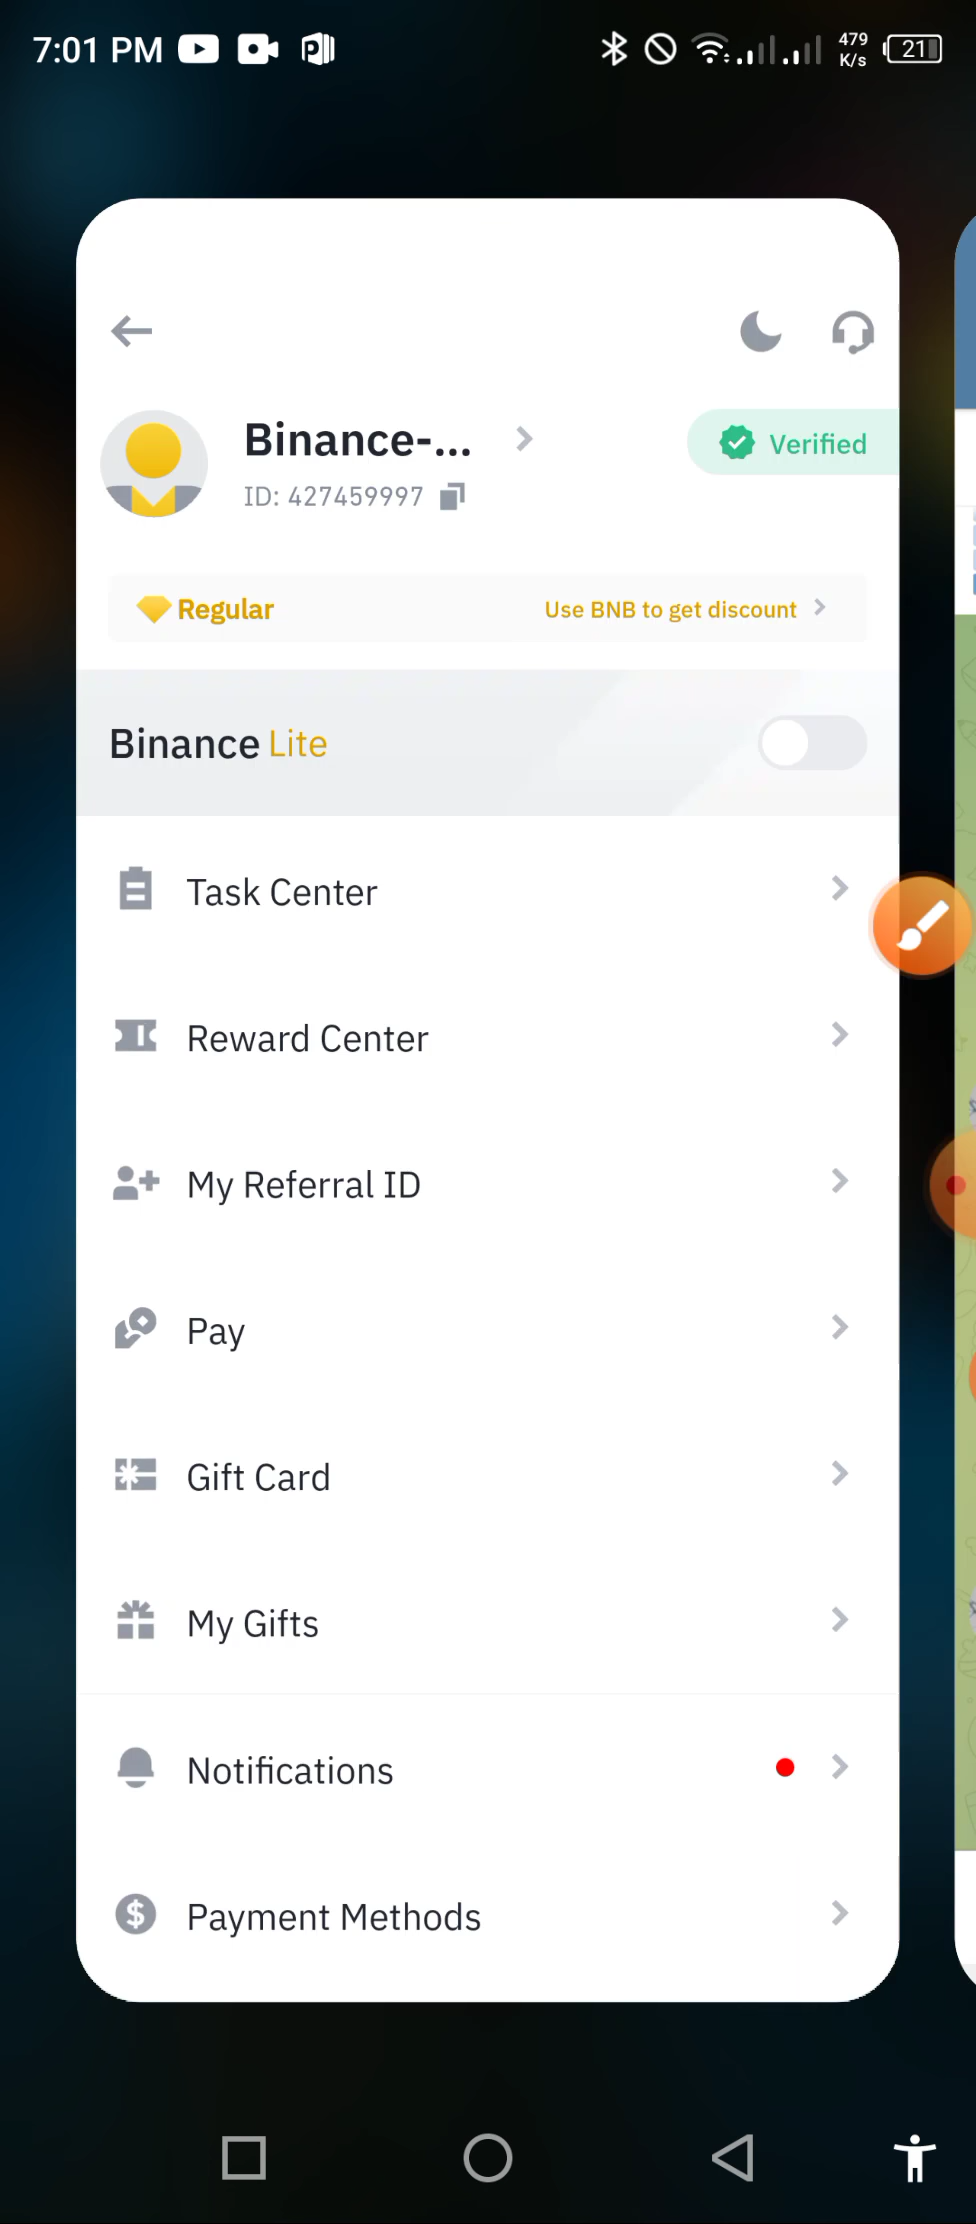 7:01 PM
479
K/s
21
Binance-...
Verified
ID: 427459997
Regular
Use BNB to get discount
Binance Lite
Task Center
Reward Center
My Referral ID
Pay
Gift Card
My Gifts
Notifications
Payment Methods